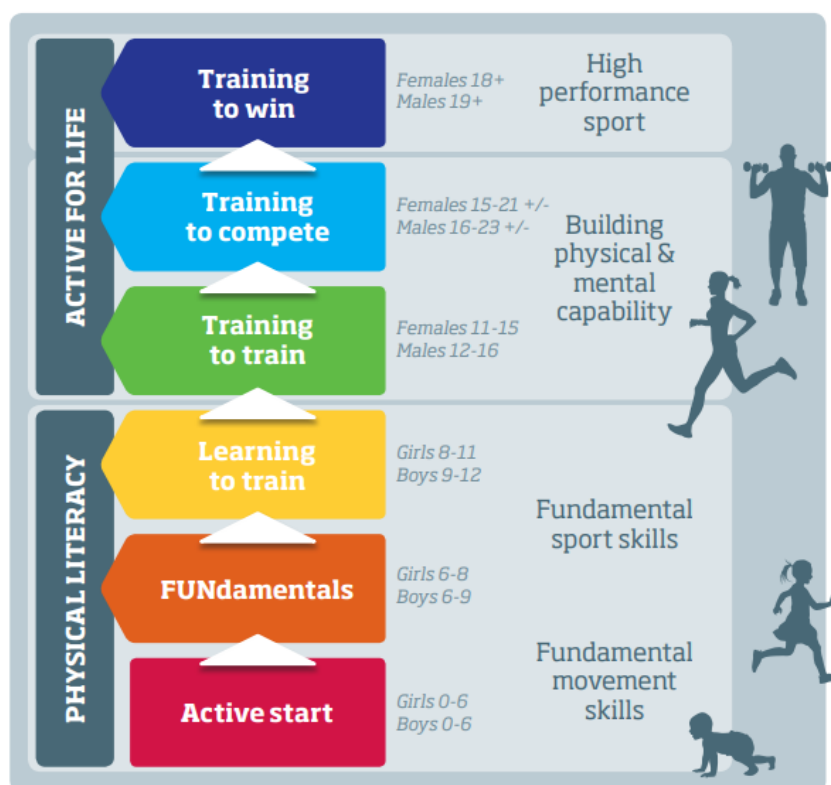 ACTIVE FOR LIFE
Training
to win
Females 18+
Males 19+
High
performance
sport
Training
to compete
Females 15-21 +/-
Males 16-23 +/-
Building
physical &
mental
capability
Training
to train
Females 11-15
Males 12-16
PHYSICAL LITERACY
Learning
to train
Girls 8-11
Boys 9-12
Fundamental
sport skills
FUNdamentals
Girls 6-8
Boys 6-9
Fundamental
movement
skills
Active start
Girls 0-6
Boys 0-6